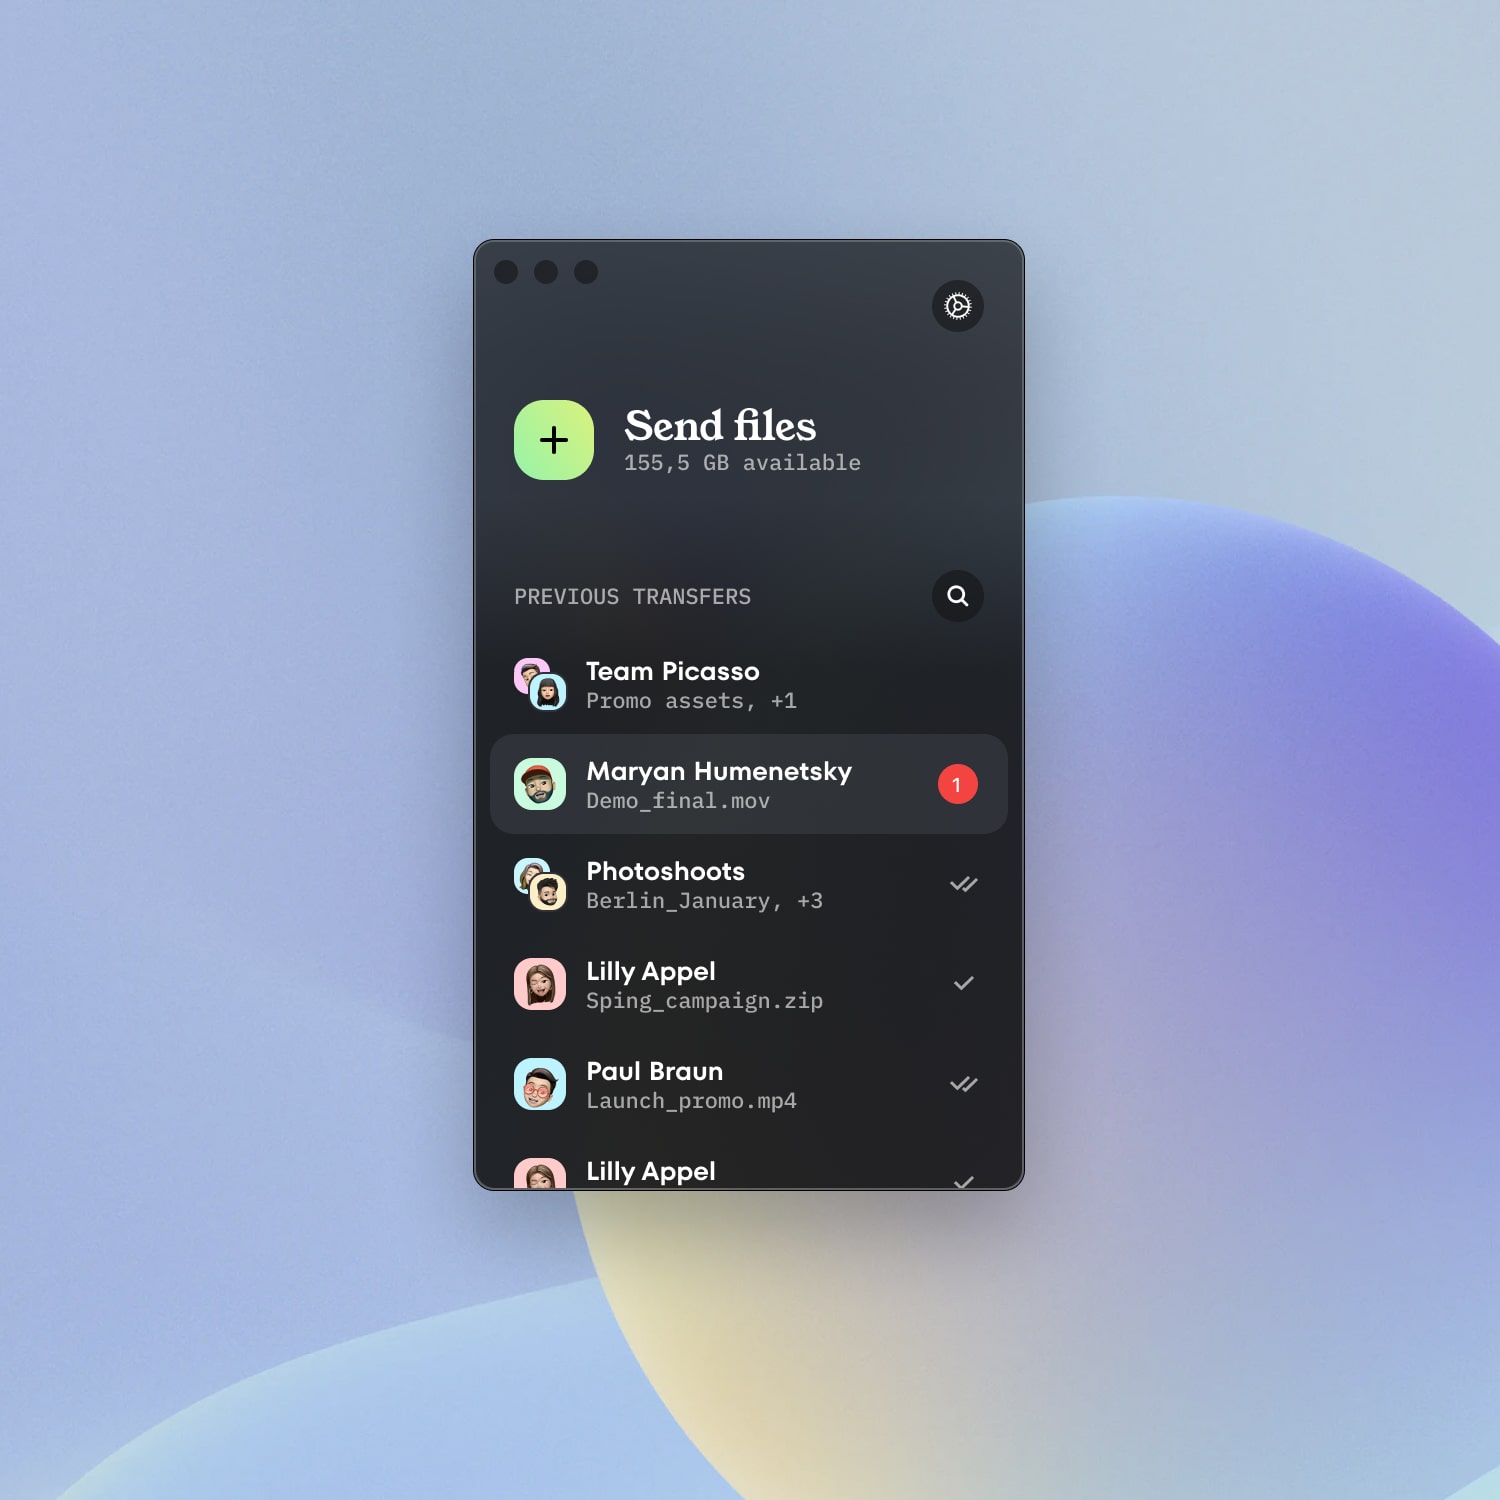 Send files
155,5 GB available
PREVIOUS TRANSFERS
Team Picasso
Promo assets, +1
Maryan Humenetsky
Demo_final.mov
1
Photoshoots
Berlin_January, +3
Lilly Appel
Sping_campaign.zip
Paul Braun
Launch_promo.mp4
Lilly Appel